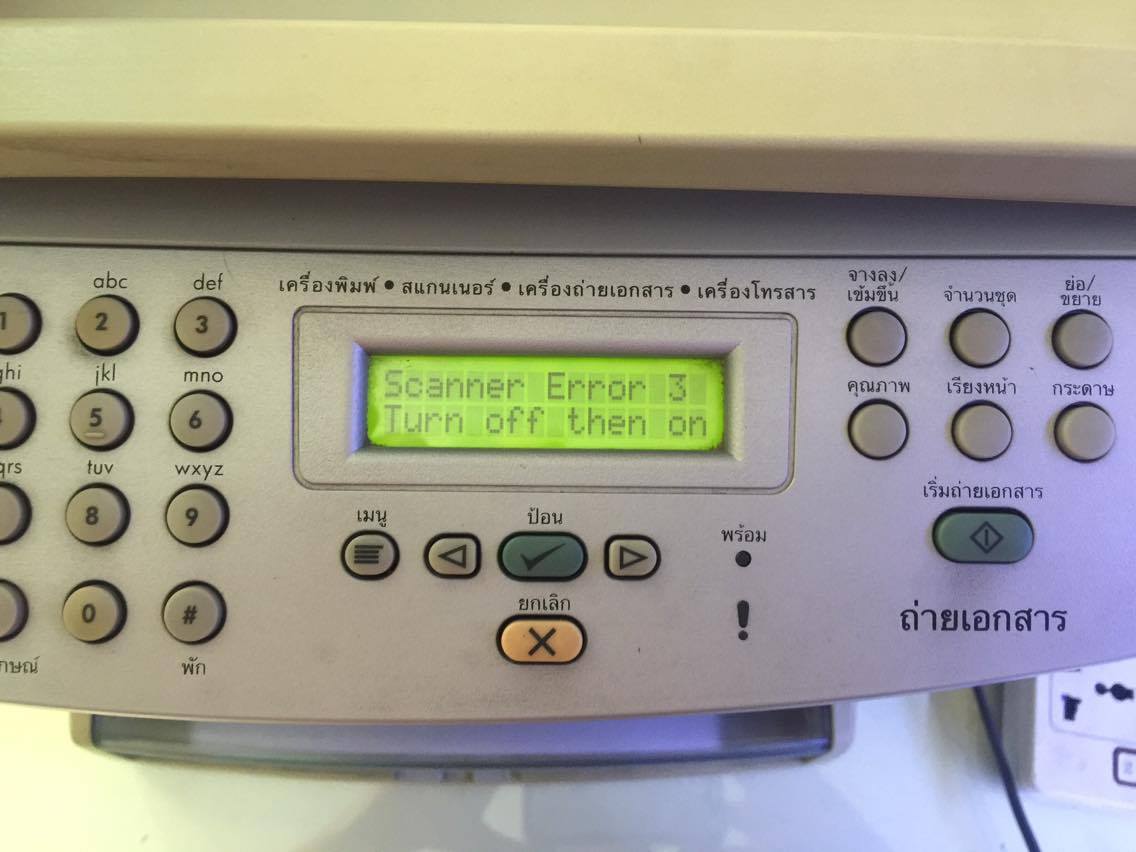 เครื่องพิมพ์ • สแกนเนอร์ • เครื่องถ่ายเอกสาร • เครื่องโทรสาร
Scanner Error 3
Turn off then on
abc def
1 2 3
ghi jkl mno
5 6
qrs tuv wxyz
8 9
0 #
พัก
เมนู
ป้อน
ยกเลิก
พร้อม
!
จางลง/
เข้มขึ้น
จำนวนชุด
ย่อ/
ขยาย
คุณภาพ เรียงหน้า กระดาษ
เริ่มถ่ายเอกสาร
ถ่ายเอกสาร